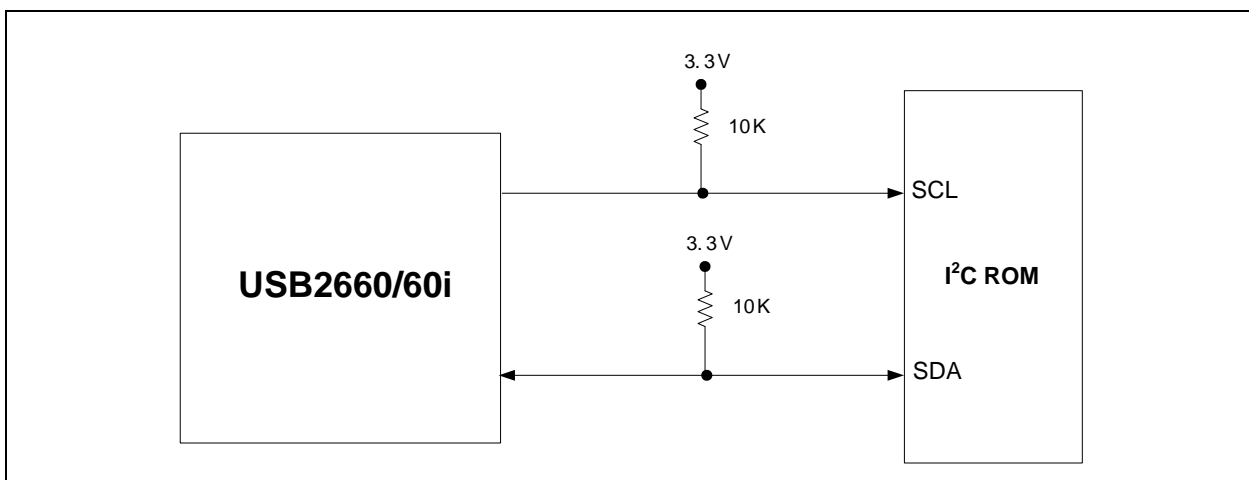 3.3V
10K
SCL
3.3V
USB2660/60i
I²C ROM
10K
SDA